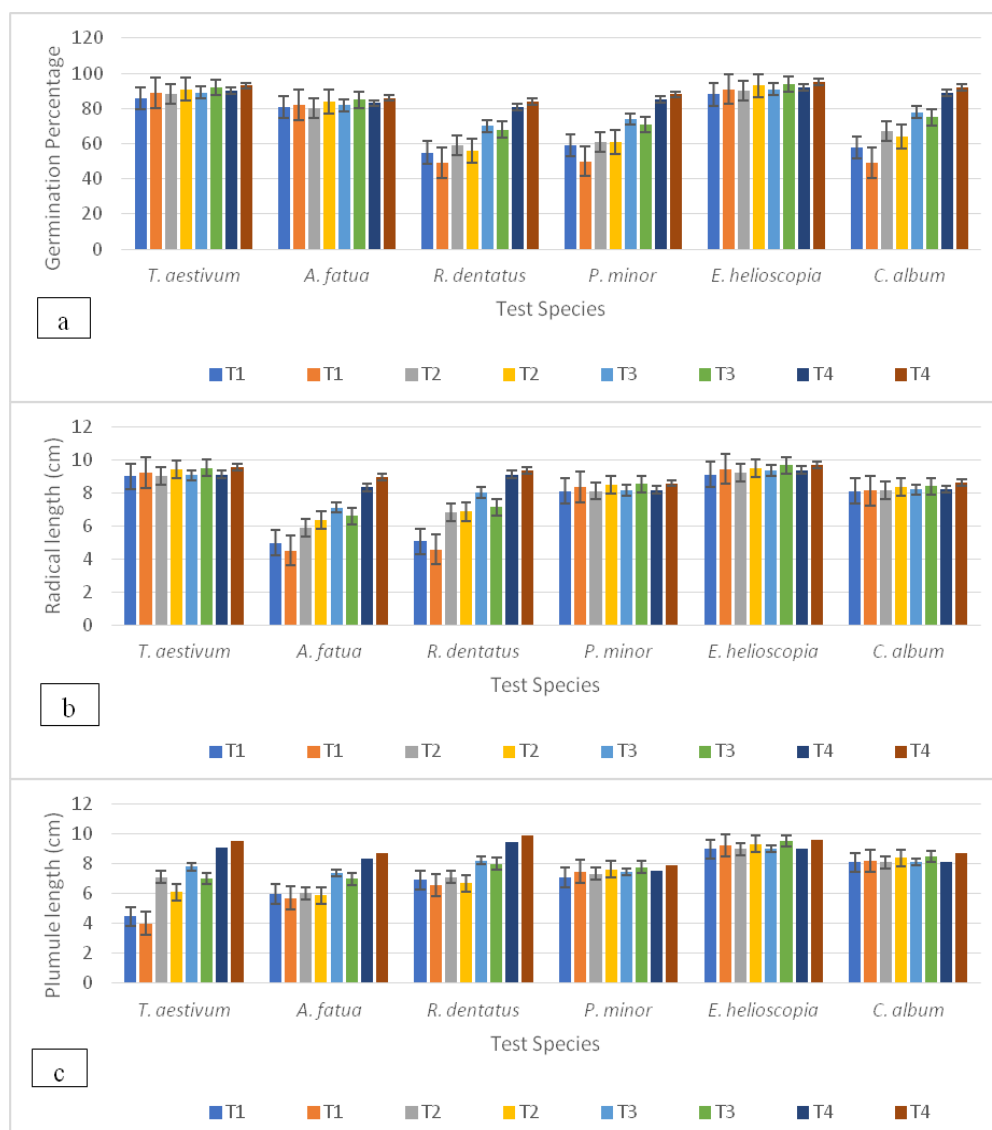 120
100
80
60
40
20
0
Germination Percentage
T. aestivum A. fatua R. dentatus P. minor E. helioscopia C. album
Test Species
a
T1 T1 T2 T2 T3 T3 T4 T4
12
10
8
6
4
2
0
Radical length (cm)
T. aestivum A. fatua R. dentatus P. minor E. helioscopia C. album
Test Species
b
T1 T1 T2 T2 T3 T3 T4 T4
12
10
8
6
4
2
0
Plumule length (cm)
T. aestivum A. fatua R. dentatus P. minor E. helioscopia C. album
Test Species
c
T1 T1 T2 T2 T3 T3 T4 T4